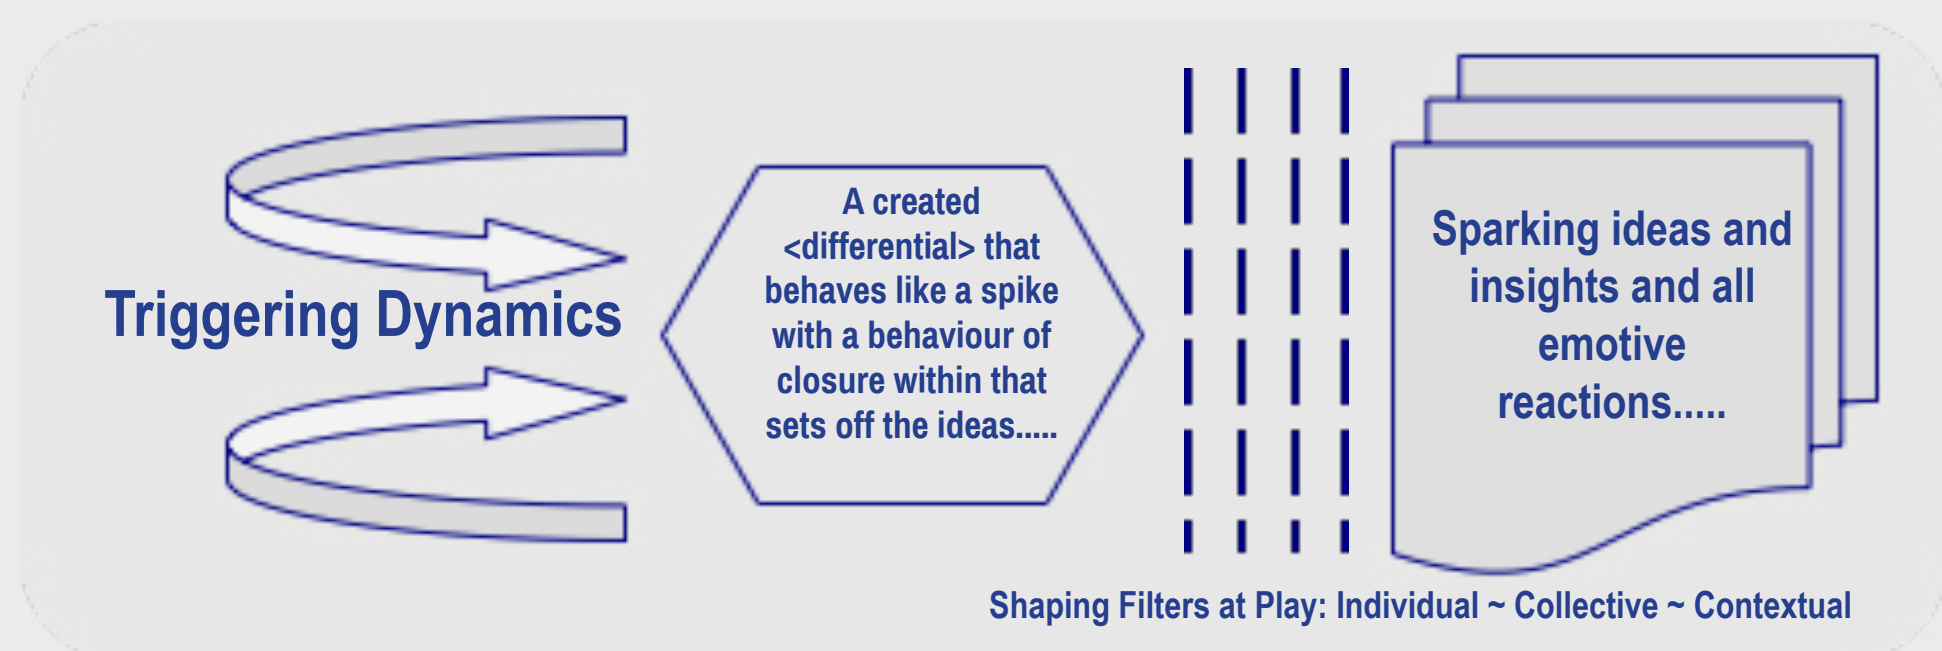 Triggering Dynamics
A created
<differential> that
behaves like a spike
with a behaviour of
closure within that
sets off the ideas.....
Sparking ideas and
insights and all
emotive
reactions.....
Shaping Filters at Play: Individual ~ Collective ~ Contextual